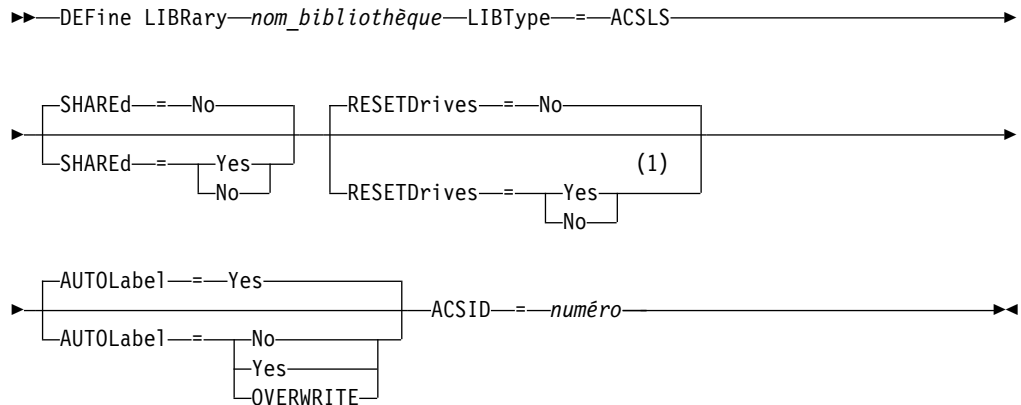 DEFine LIBRary nom_bibliothèque LIBType = ACSLS
SHAREd = No RESETDrives = No
SHAREd = Yes (1)
No RESETDrives = Yes
No
AUTOLabel = Yes
ACSID = numéro
AUTOLabel = No
Yes
OVERWRITE